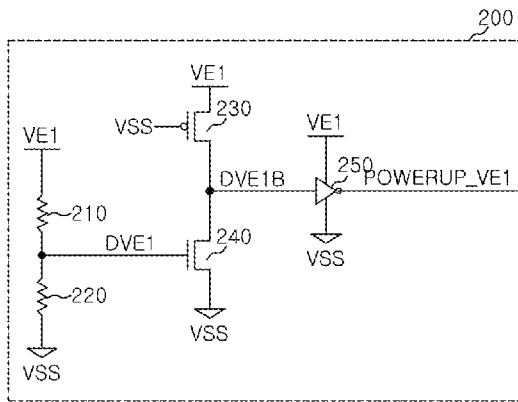 200
VE1
VSS
230
VE1
VE1
250
POWERUP_VE1
DVE1B
210
DVE1
240
220
VSS
VSS
VSS